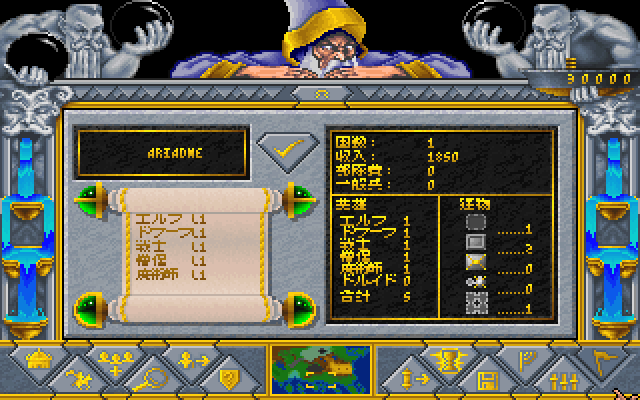 30000
ARIADNE
国数： 1
収入： 1850
部隊費： 0
一般兵： 0
エルフ L1
ドワーフ L1
戦士 L1
僧侶 L1
魔術師 L1
英雄
エルフ 1
ドワーフ 1
戦士 1
僧侶 1
魔術師 1
ドルイド 0
合計 5
建物
......1
......2
......0
......0
......1